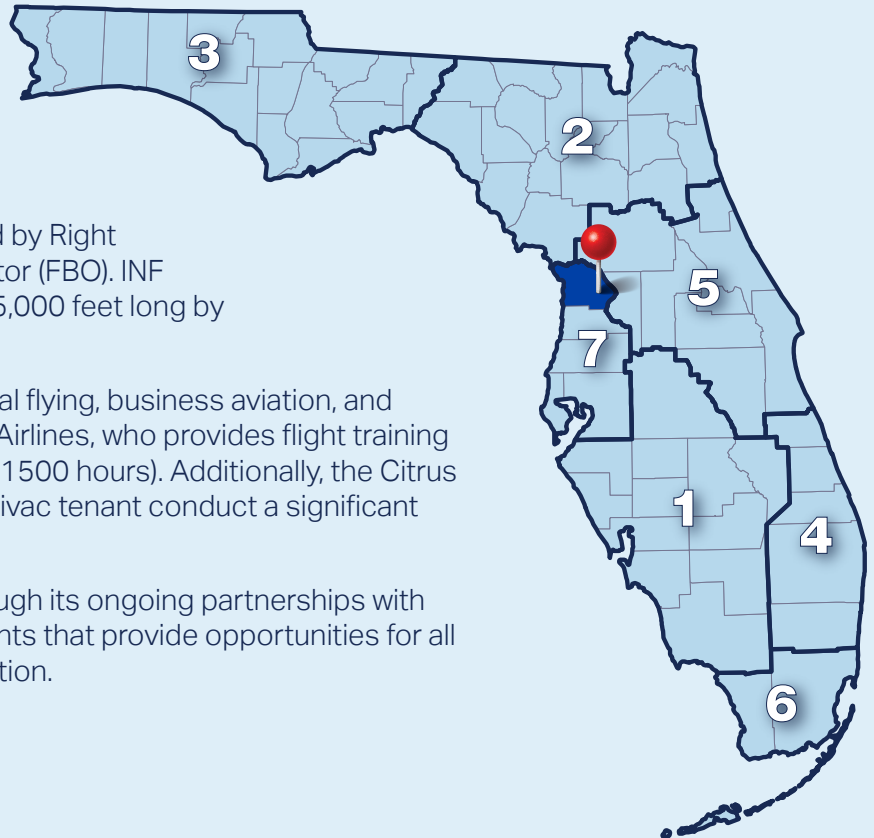 3
2
d by Right
tor (FBO). INF
5,000 feet long by
5
7
al flying, business aviation, and
Airlines, who provides flight training
1500 hours). Additionally, the Citrus
ivac tenant conduct a significant
1
4
ugh its ongoing partnerships with
nts that provide opportunities for all
tion.
6